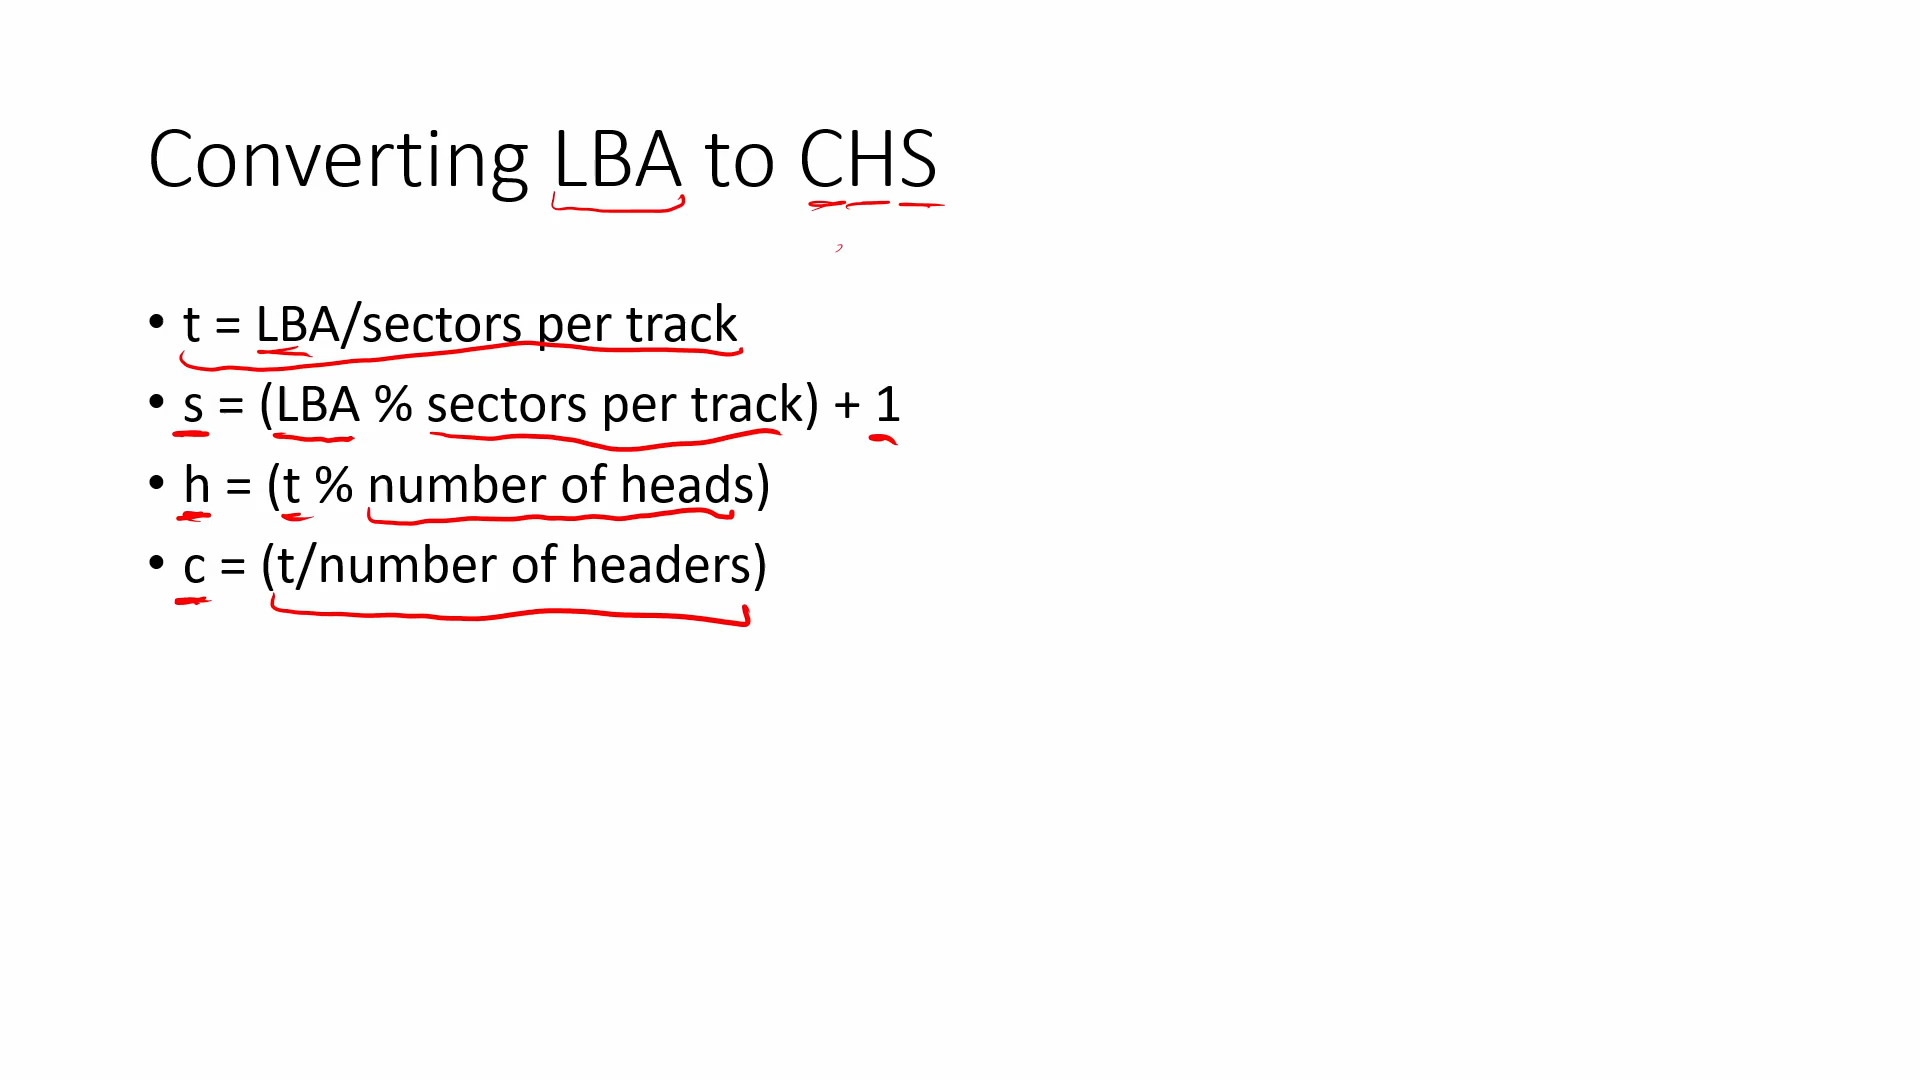 Converting LBA to CHS
• t = LBA/sectors per track
• s = (LBA % sectors per track) + 1
• h = (t % number of heads)
• c = (t/number of headers)